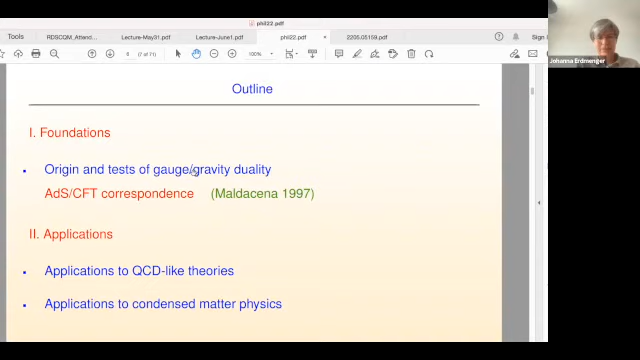 phil22.pdf
Tools
RDSCQM_Attend...
Lecture-May31.pdf
Lecture-June1.pdf
phil22.pdf
×
2205.05159.pdf
Sign
(7 of 71)
100%
Johanna Erdmenger
Outline
I. Foundations
Origin and tests of gauge/gravity duality
AdS/CFT correspondence (Maldacena 1997)
II. Applications
Applications to QCD-like theories
Applications to condensed matter physics